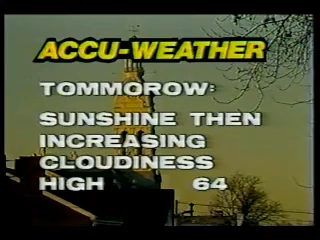 ACCU-WEATHER
TOMMOROW:
SUNSHINE THEN
INCREASING
CLOUDINESS
HIGH 64